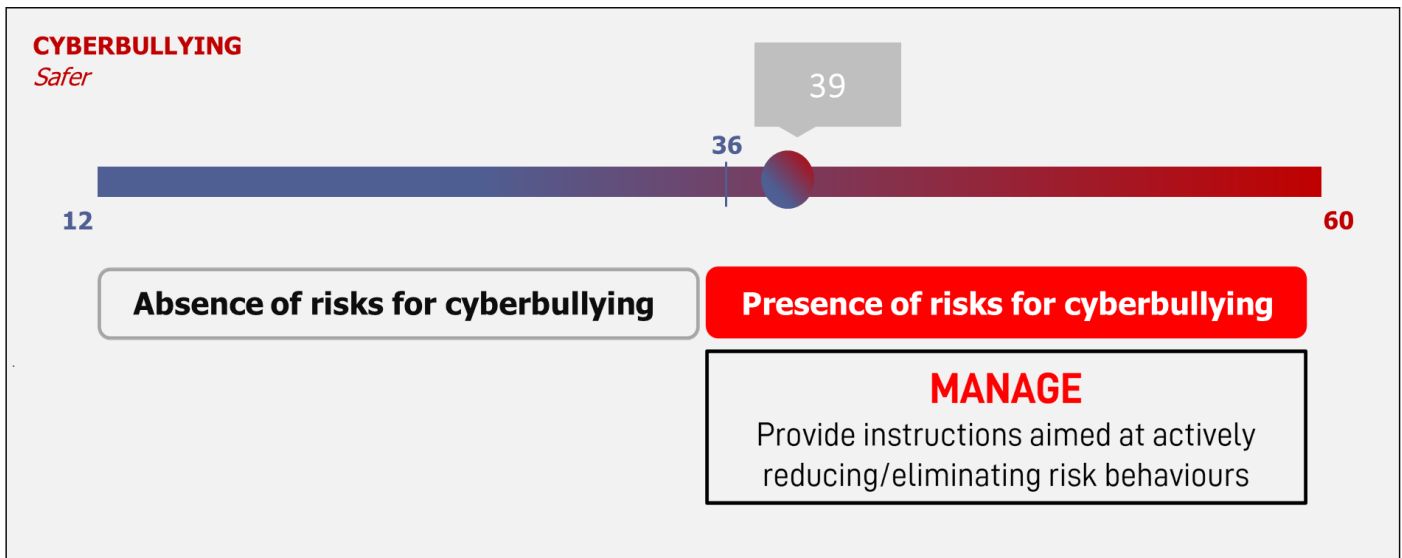 CYBERBULLYING
Safer
39
36
12
60
Absence of risks for cyberbullying
Presence of risks for cyberbullying
MANAGE
Provide instructions aimed at actively
reducing/eliminating risk behaviours